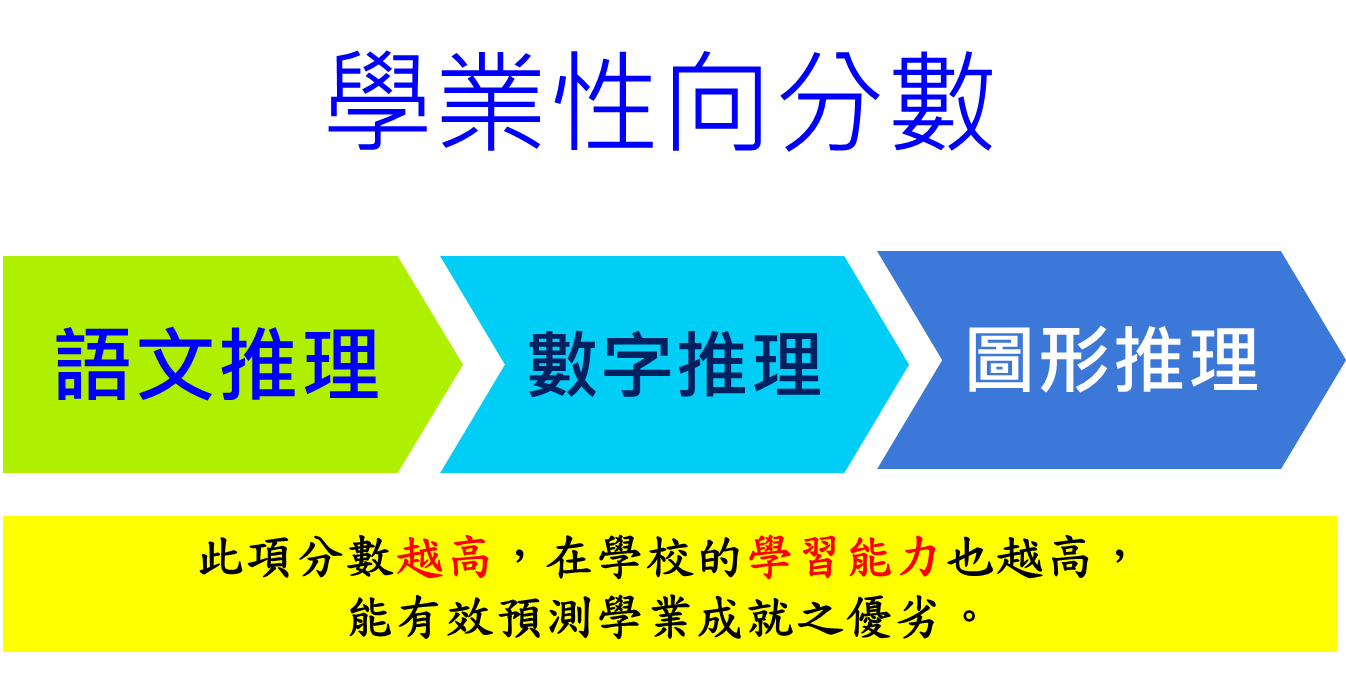 學業性向分數
語文推理
數字推理
圖形推理
此項分數越高，在學校的學習能力也越高，
能有效預測學業成就之優劣。